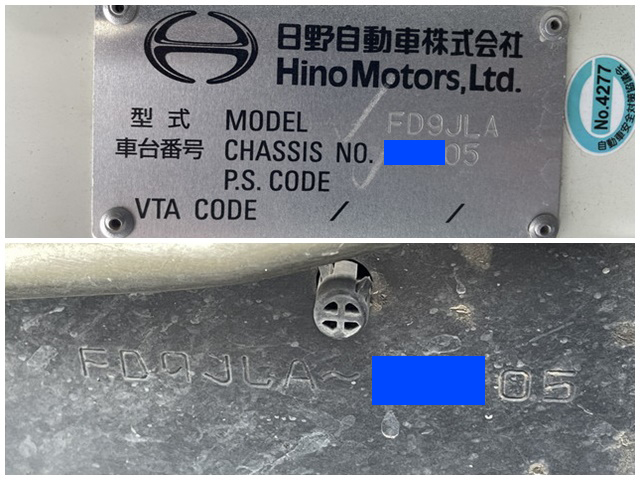 日野自動車株式会社
Hino Motors, Ltd.
型式 MODEL FD9JLA
車台番号 CHASSIS NO. 05
P.S. CODE
VTA CODE / /
No.4277
FD9JLA~ 05